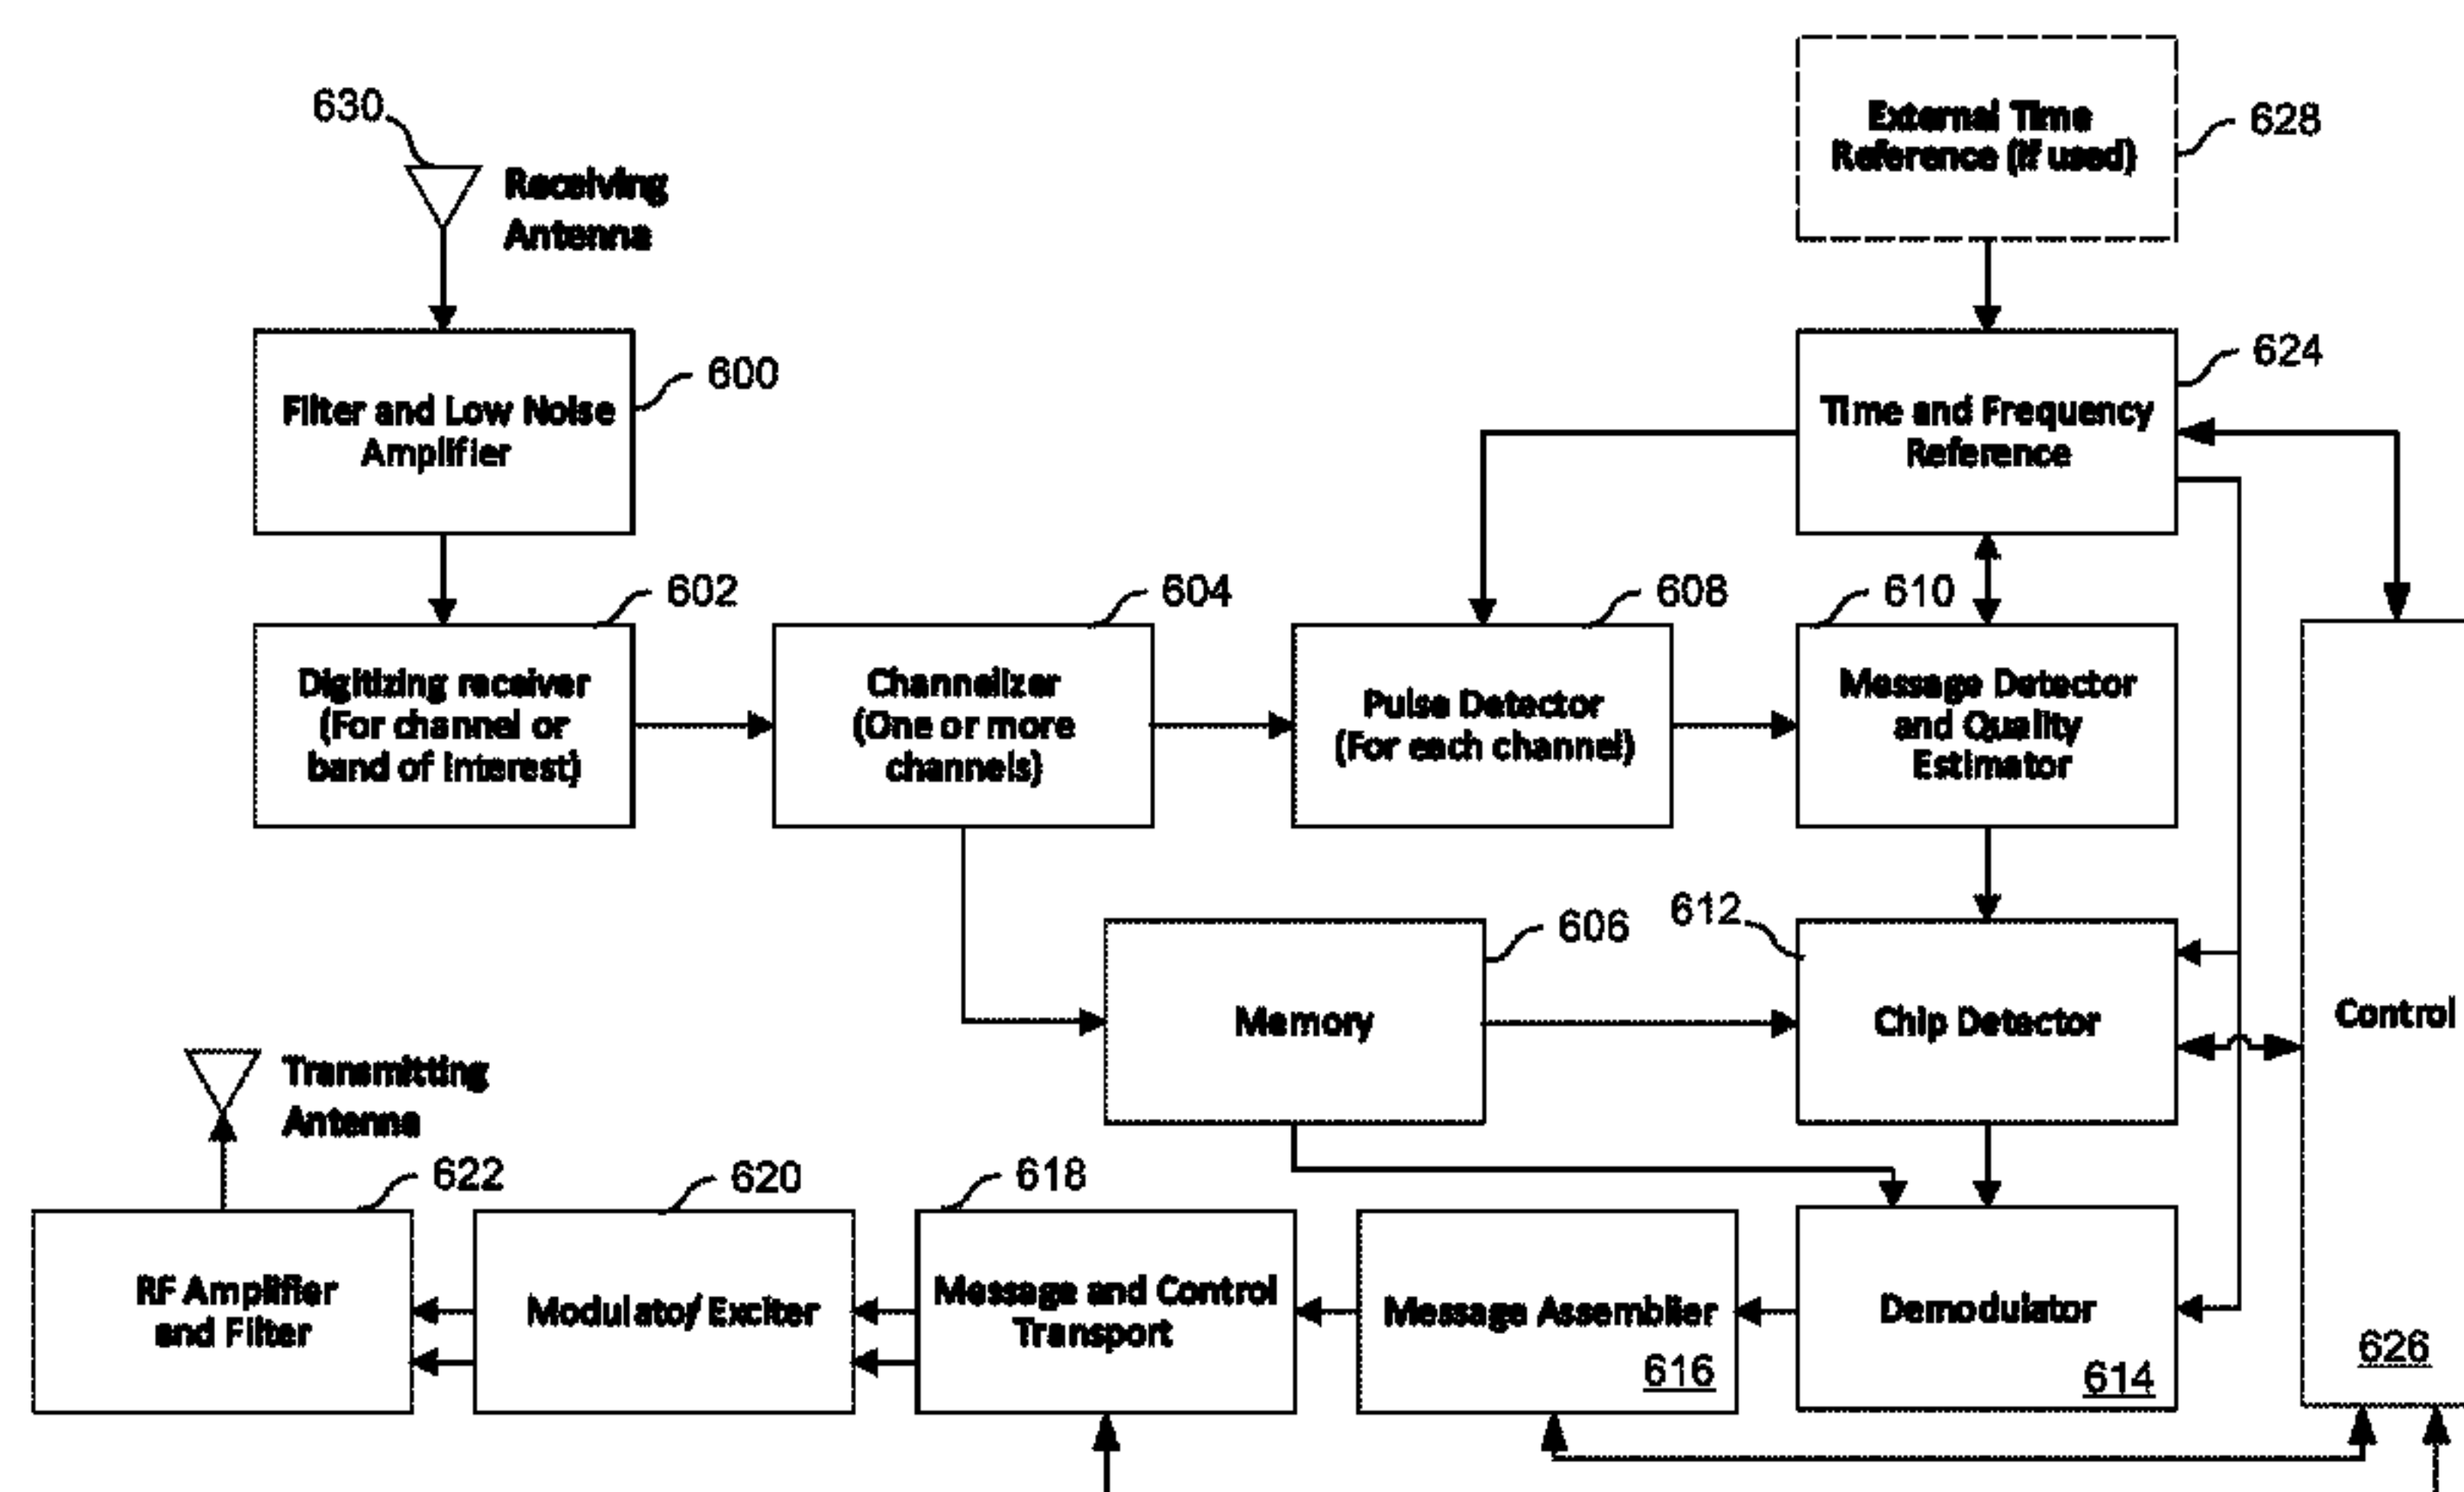 630
Receiving
Antenna
External Time
Reference (if used)
628
Filter and Low Noise
Amplifier
600
Time and Frequency
Reference
624
602
604
608
610
Digitizing receiver
(For channel or
band of Interest)
Channelizer
(One or more
channels)
Pulse Detector
(For each channel)
Message Detector
and Quality
Estimator
606
612
Memory
Chip Detector
Control
626
Transmitting
Antenna
622
620
618
RF Amplifier
and Filter
Modulator/ Exciter
Message and Control
Transport
Message Assemblier
616
Demodulator
614